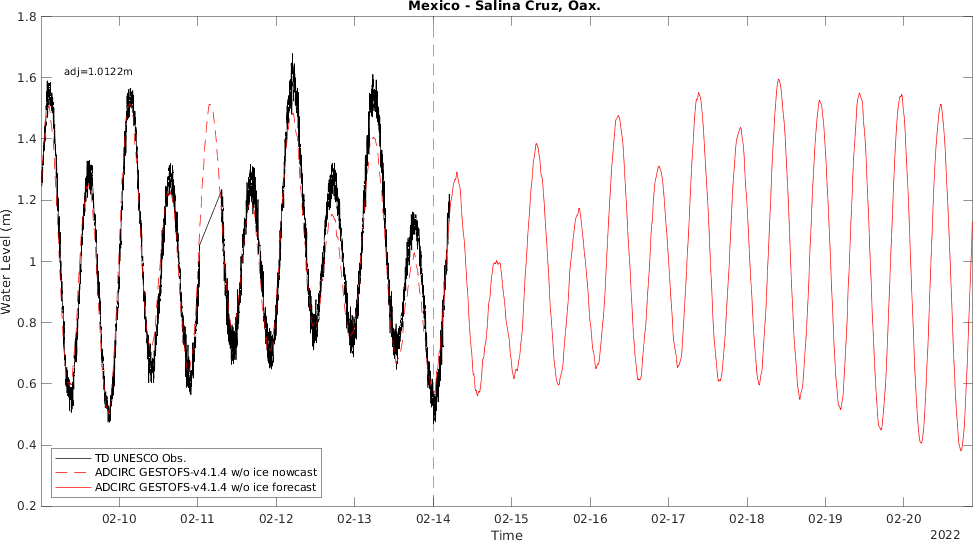 Mexico - Salina Cruz, Oax.
1.8
adj=1.0122m
1.6
1.4
1.2
1
0.8
0.6
0.4
0.2
Water Level (m)
TD UNESCO Obs.
ADCIRC GESTOFS-v4.1.4 w/o ice nowcast
ADCIRC GESTOFS-v4.1.4 w/o ice forecast
02-10 02-11 02-12 02-13 02-14 02-15 02-16 02-17 02-18 02-19 02-20
Time
2022